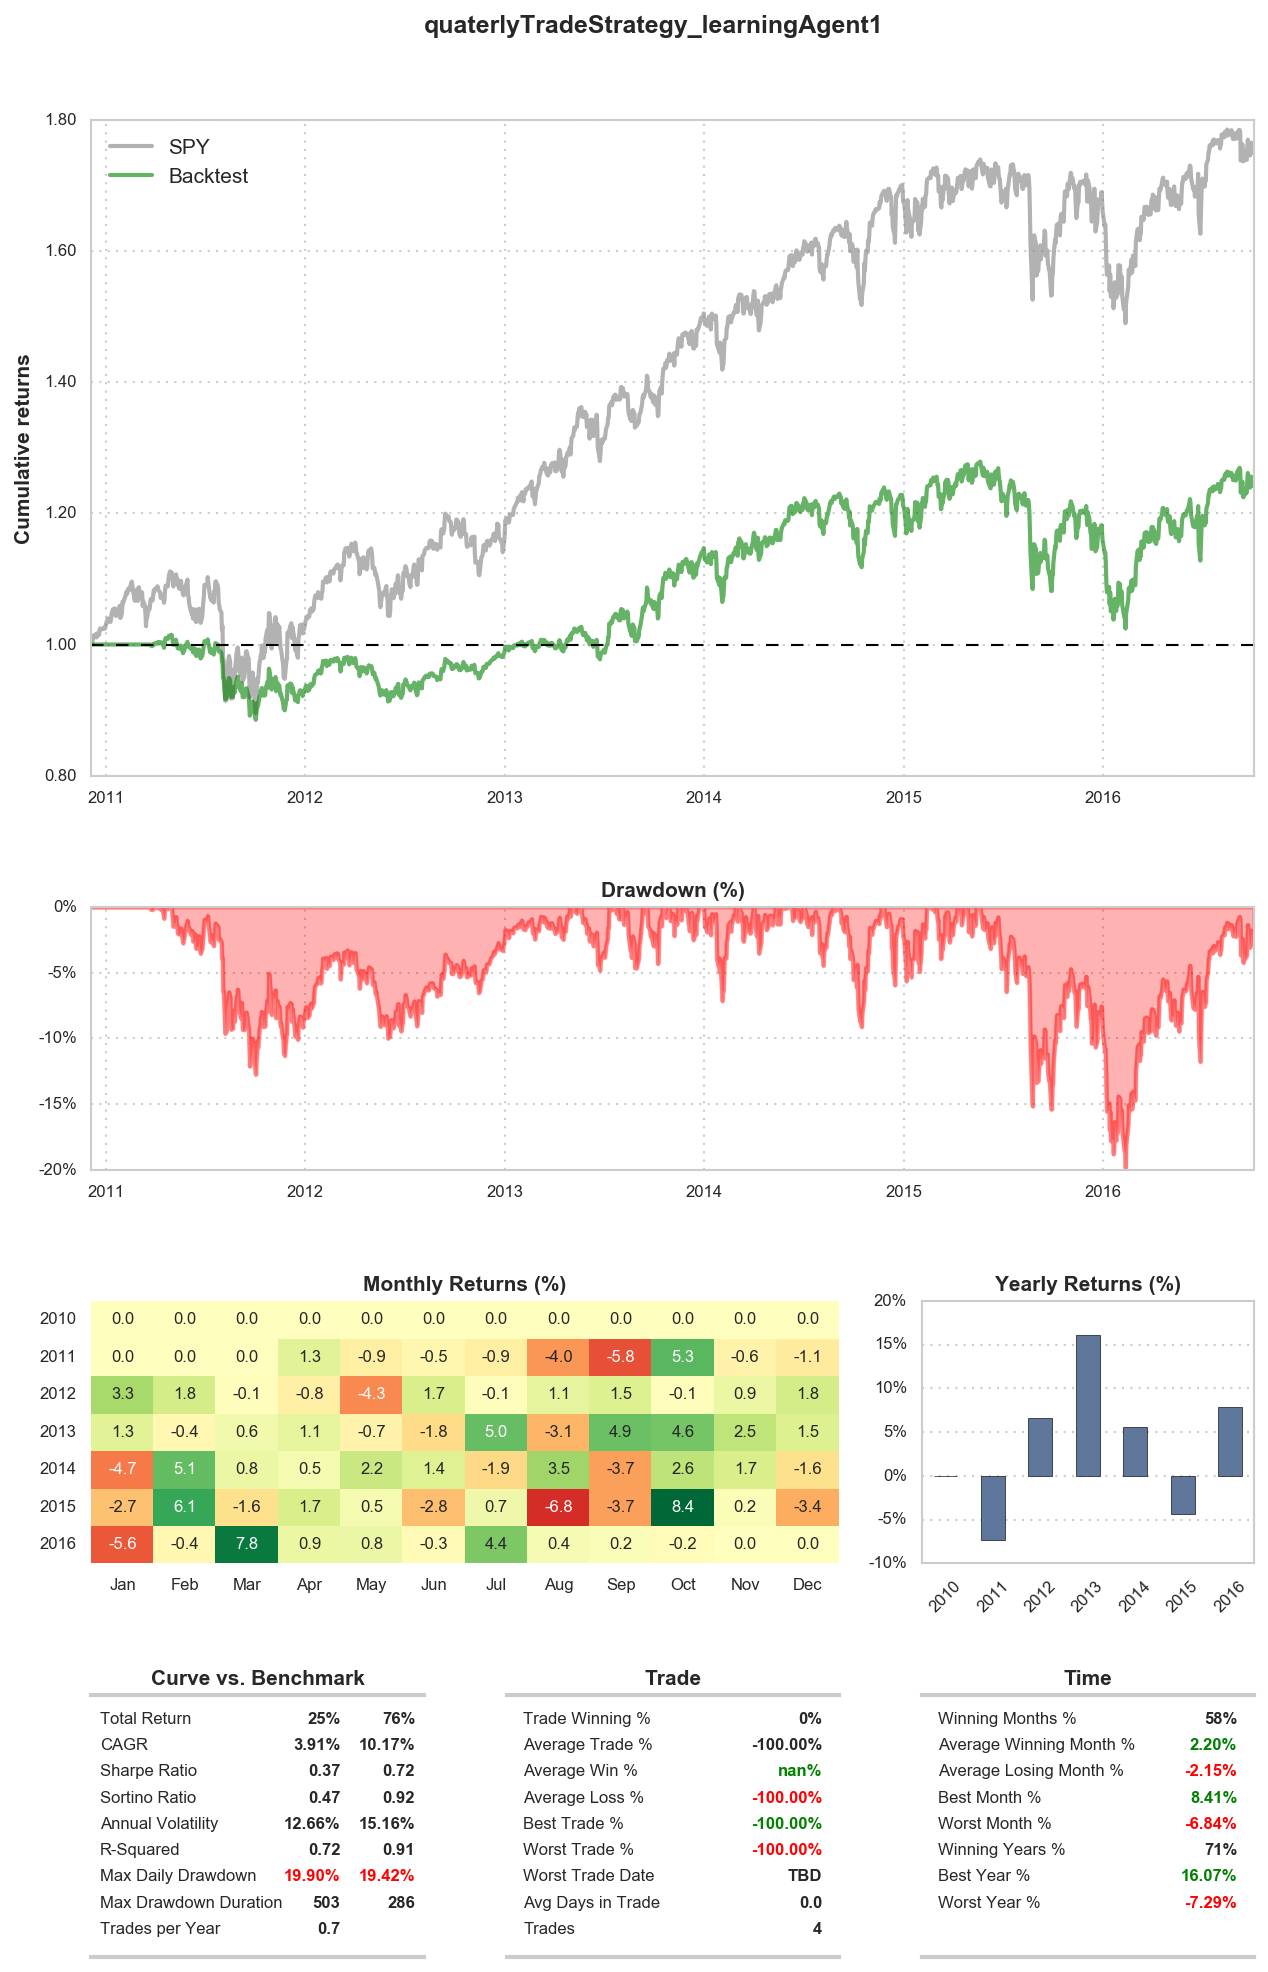 quaterlyTradeStrategy_learningAgent1
1.80
SPY
Backtest
1.60
1.40
Cumulative returns
1.20
1.00
0.80
2011 2012 2013 2014 2015 2016
Drawdown (%)
0%
-5%
-10%
-15%
-20%
2011 2012 2013 2014 2015 2016
Monthly Returns (%)
2010 0.0 0.0 0.0 0.0 0.0 0.0 0.0 0.0 0.0 0.0 0.0 0.0
2011 0.0 0.0 0.0 1.3 -0.9 -0.5 -0.9 -4.0 -5.8 5.3 -0.6 -1.1
2012 3.3 1.8 -0.1 -0.8 -4.3 1.7 -0.1 1.1 1.5 -0.1 0.9 1.8
2013 1.3 -0.4 0.6 1.1 -0.7 -1.8 5.0 -3.1 4.9 4.6 2.5 1.5
2014 -4.7 5.1 0.8 0.5 2.2 1.4 -1.9 3.5 -3.7 2.6 1.7 -1.6
2015 -2.7 6.1 -1.6 1.7 0.5 -2.8 0.7 -6.8 -3.7 8.4 0.2 -3.4
2016 -5.6 -0.4 7.8 0.9 0.8 -0.3 4.4 0.4 0.2 -0.2 0.0 0.0
Jan Feb Mar Apr May Jun Jul Aug Sep Oct Nov Dec
Yearly Returns (%)
20%
15%
10%
5%
0%
-5%
-10%
2010 2011 2012 2013 2014 2015 2016
Curve vs. Benchmark
Total Return 25% 76%
CAGR 3.91% 10.17%
Sharpe Ratio 0.37 0.72
Sortino Ratio 0.47 0.92
Annual Volatility 12.66% 15.16%
R-Squared 0.72 0.91
Max Daily Drawdown 19.90% 19.42%
Max Drawdown Duration 503 286
Trades per Year 0.7
Trade
Trade Winning % 0%
Average Trade % -100.00%
Average Win % nan%
Average Loss % -100.00%
Best Trade % -100.00%
Worst Trade % -100.00%
Worst Trade Date TBD
Avg Days in Trade 0.0
Trades 4
Time
Winning Months % 58%
Average Winning Month % 2.20%
Average Losing Month % -2.15%
Best Month % 8.41%
Worst Month % -6.84%
Winning Years % 71%
Best Year % 16.07%
Worst Year % -7.29%